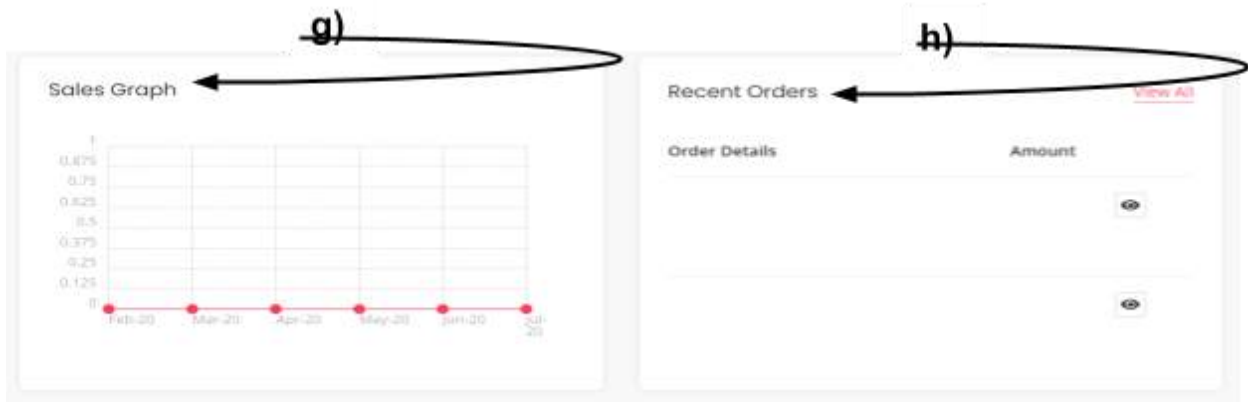 g)
h)
Sales Graph
1
0.875
0.75
0.625
0.5
0.375
0.25
0.125
0
Feb-20 Mar-20 Apr-20 May-20 Jun-20 Jul-
20
Recent Orders View All
Order Details Amount